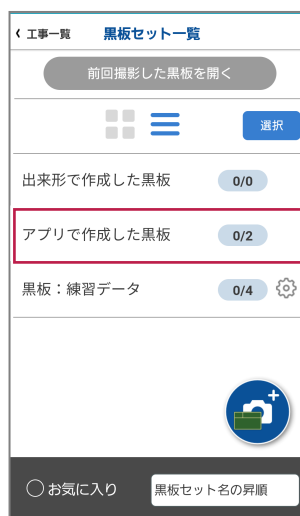 工事一覧 黒板セット一覧
前回撮影した黒板を開く
選択
出来形で作成した黒板 0/0
アプリで作成した黒板 0/2
黒板：練習データ 0/4
お気に入り 黒板セット名の昇順